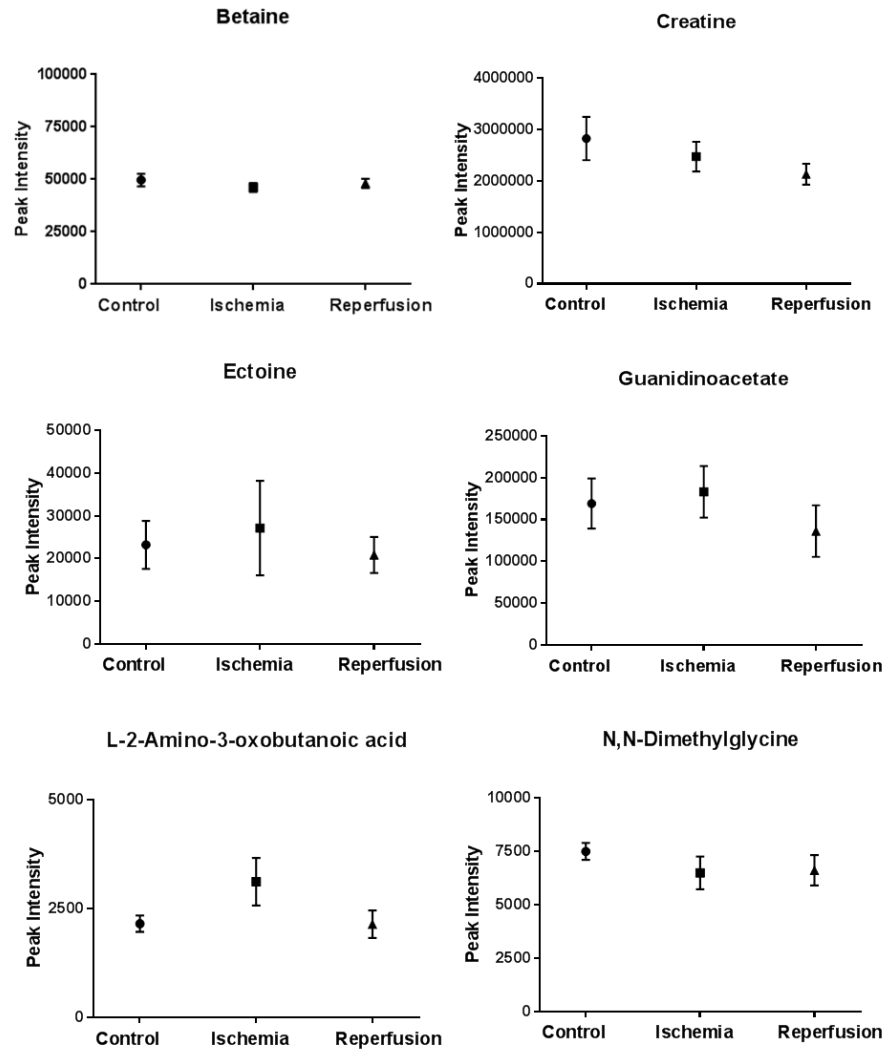 Betaine
Peak Intensity
100000
75000
50000
25000
0
Control Ischemia Reperfusion
Creatine
Peak Intensity
4000000
3000000
2000000
1000000
0
Control Ischemia Reperfusion
Ectoine
Peak Intensity
50000
40000
30000
20000
10000
0
Control Ischemia Reperfusion
Guanidinoacetate
Peak Intensity
250000
200000
150000
100000
50000
0
Control Ischemia Reperfusion
L-2-Amino-3-oxobutanoic acid
Peak Intensity
5000
2500
0
Control Ischemia Reperfusion
N,N-Dimethylglycine
Peak Intensity
10000
7500
5000
2500
0
Control Ischemia Reperfusion